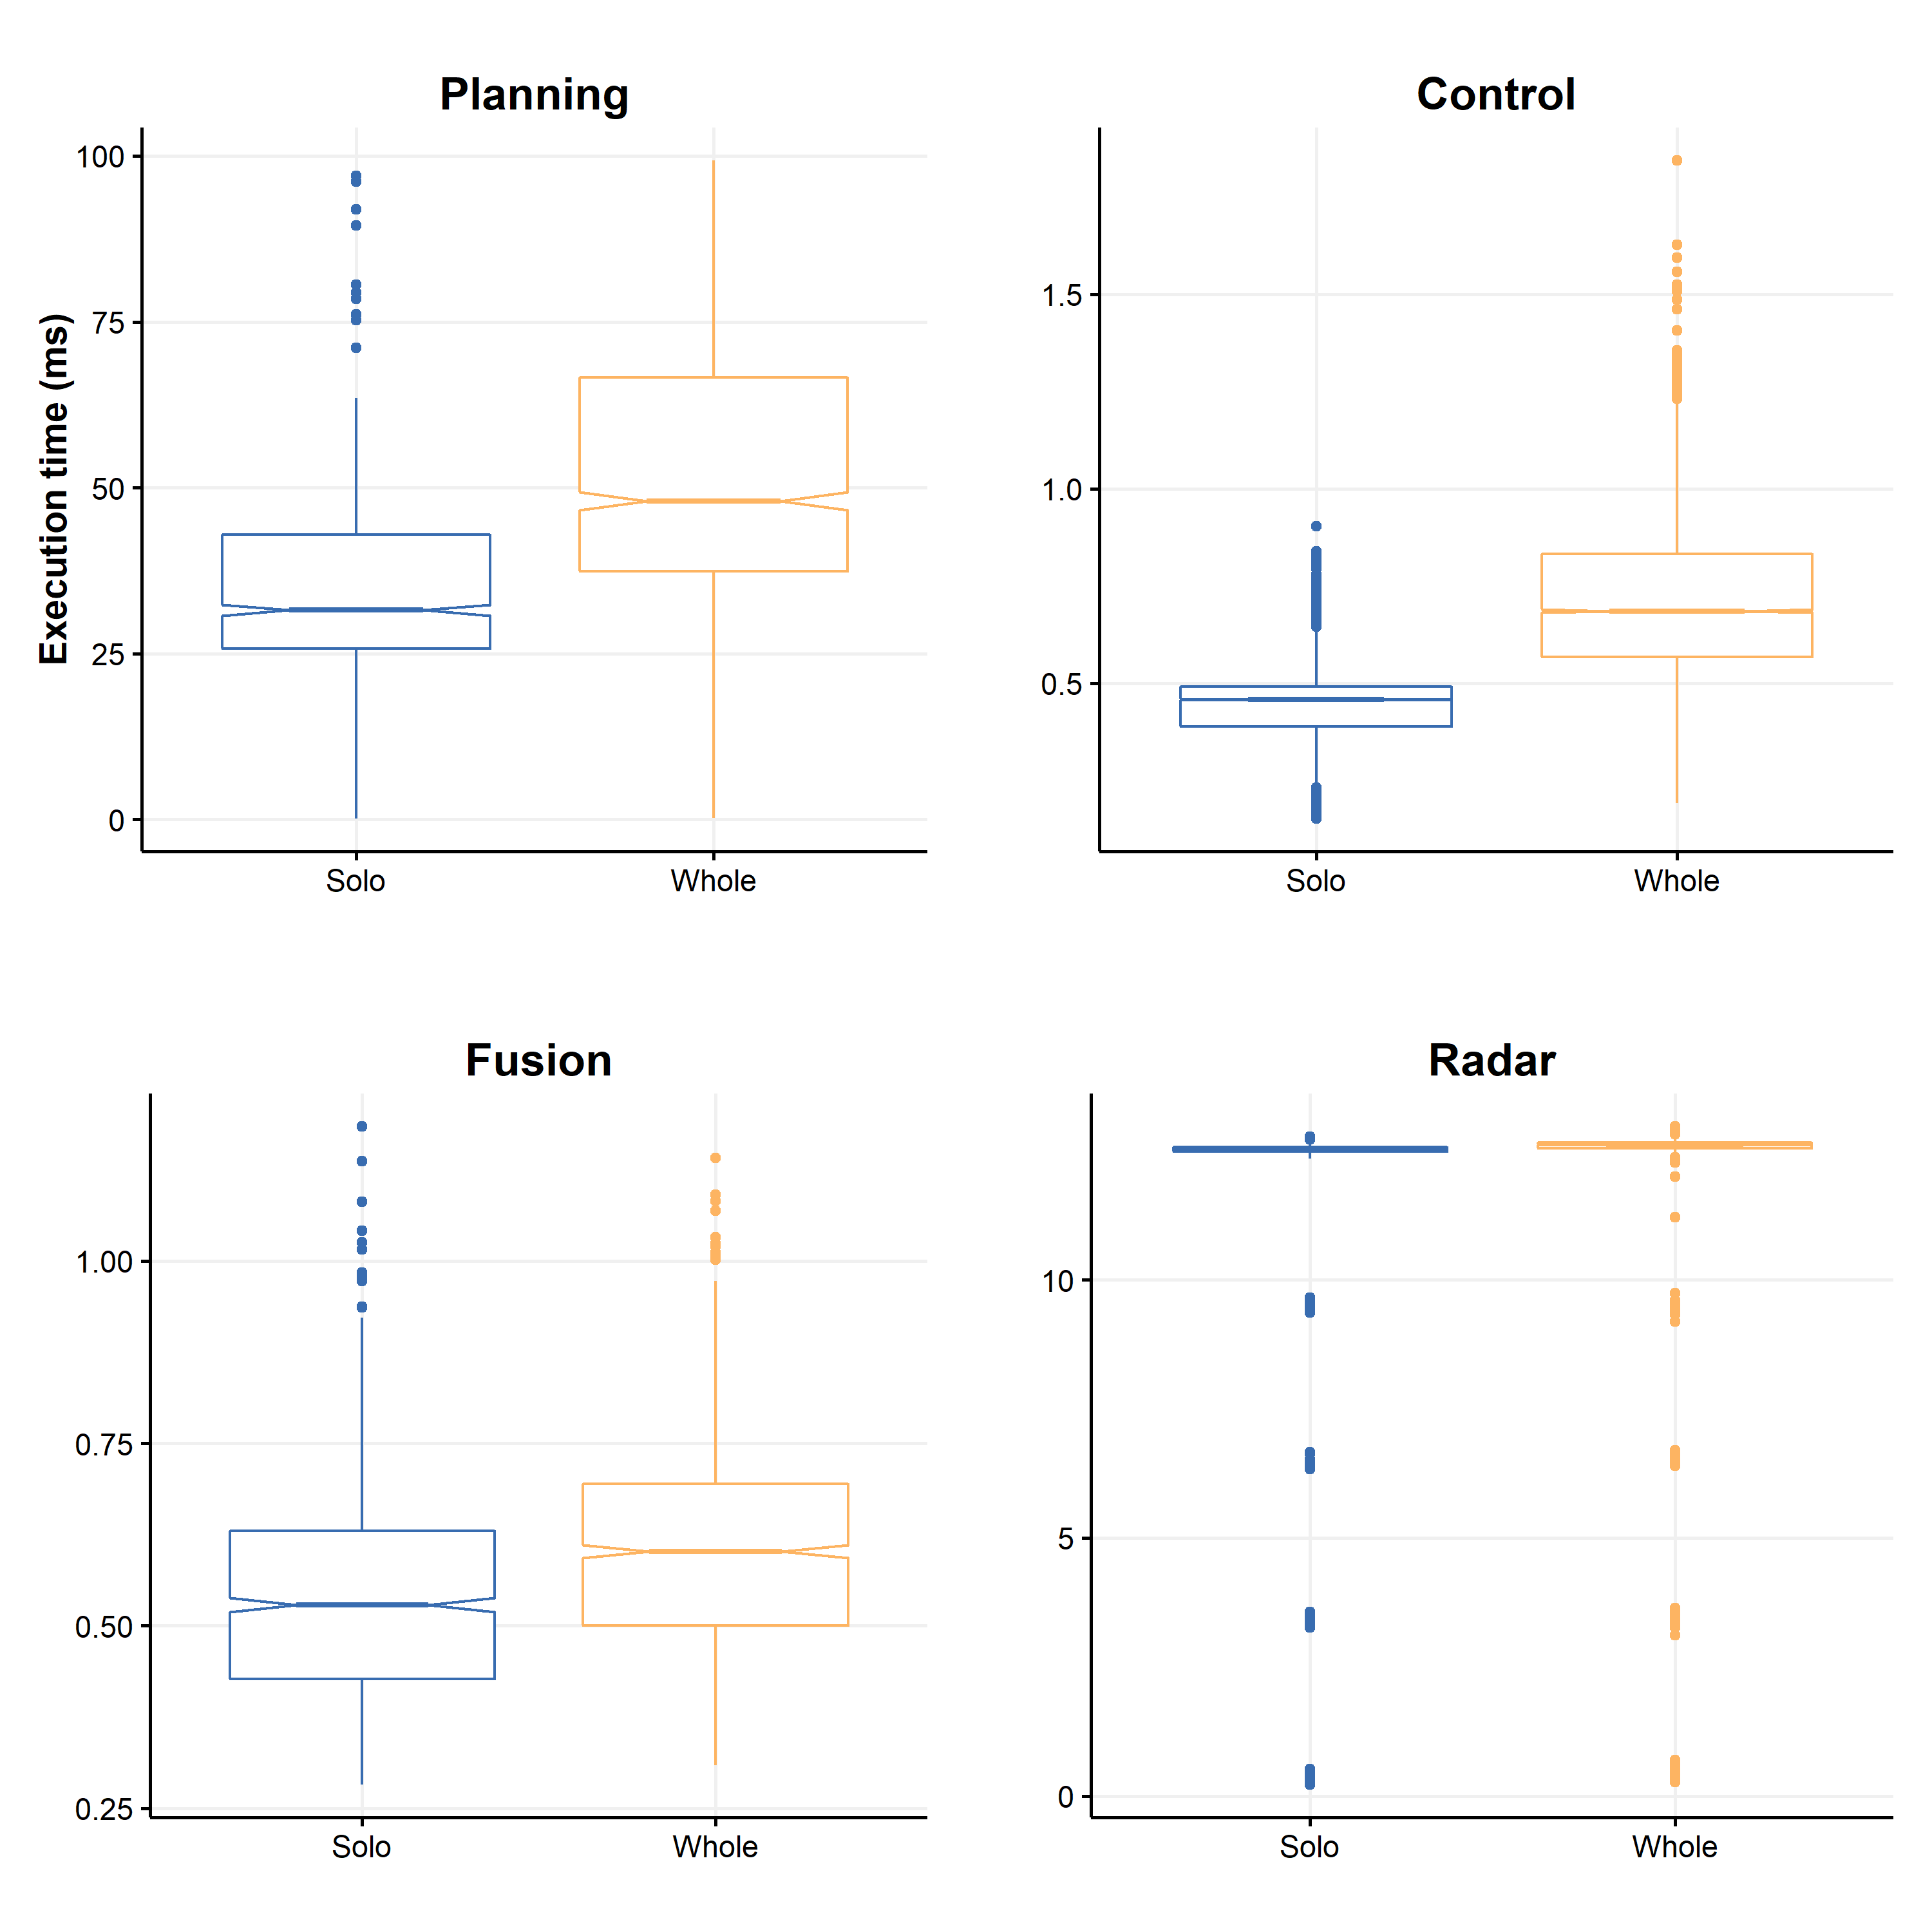 Planning
Control
Execution time (ms)
100
75
50
25
0
Solo
Whole
1.5
1.0
0.5
Solo
Whole
Fusion
Radar
1.00
0.75
0.50
0.25
Solo
Whole
10
5
0
Solo
Whole